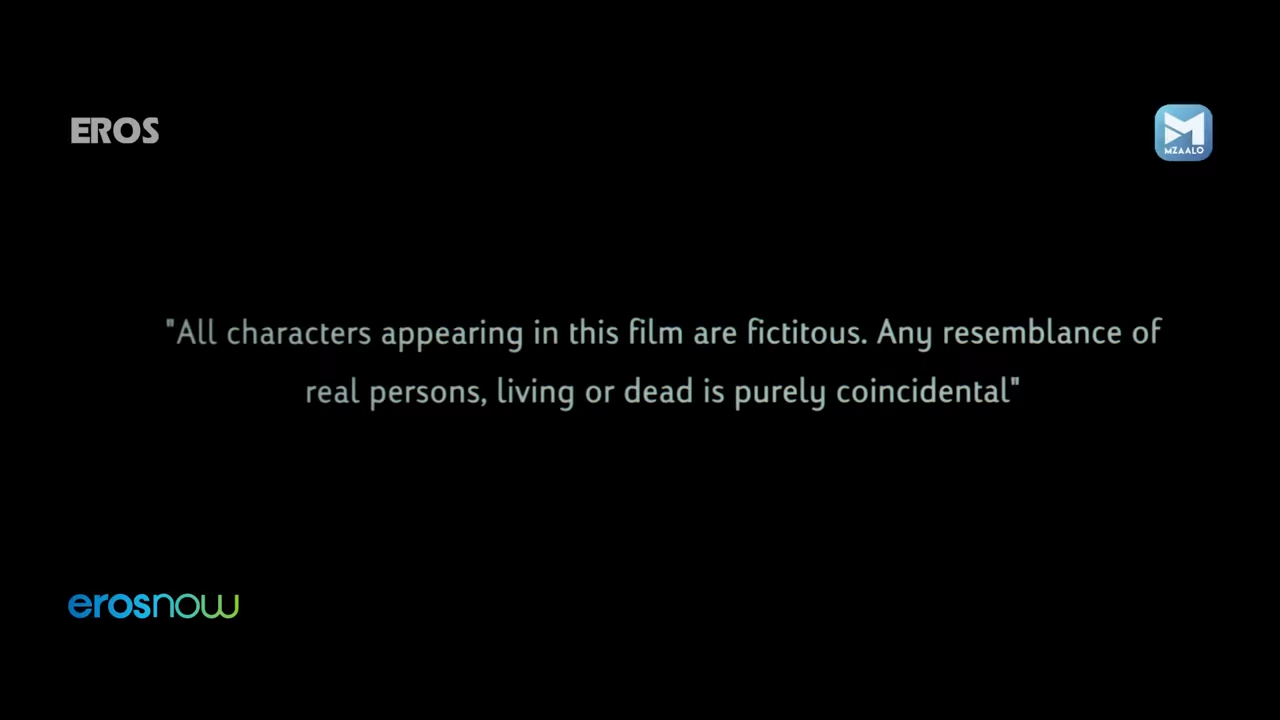 EROS
MZAALO
"All characters appearing in this film are fictitous. Any resemblance of
real persons, living or dead is purely coincidental"
erosnow